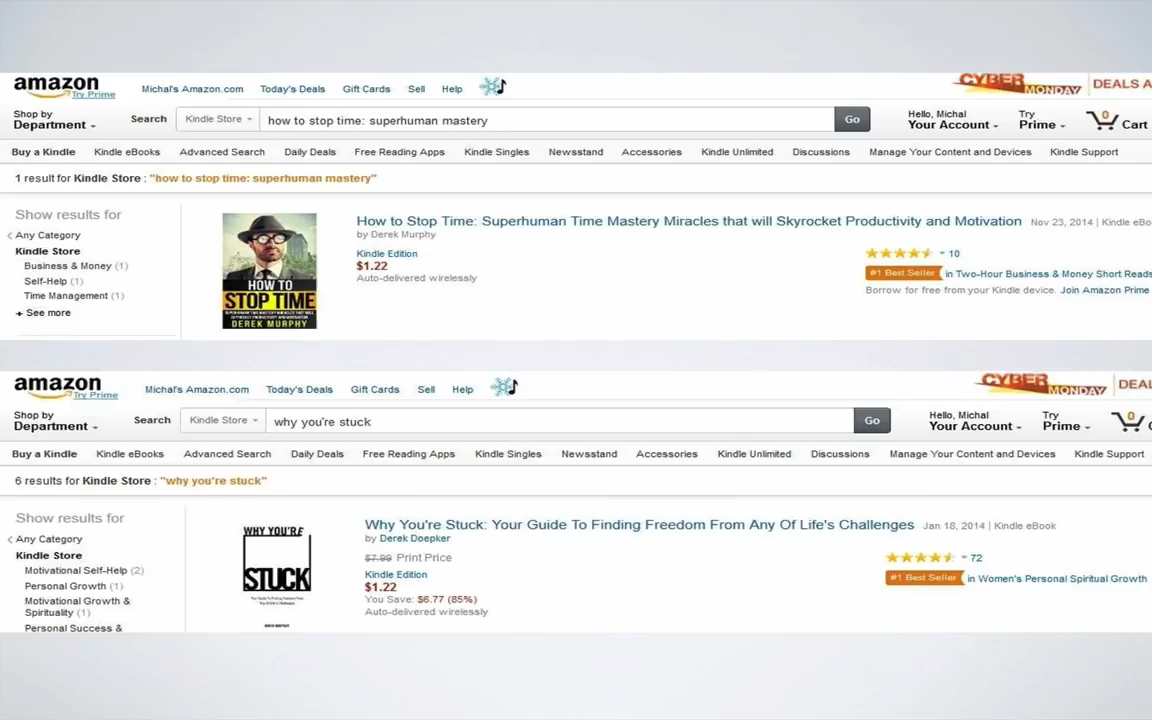 amazon
Try Prime
Michal's Amazon.com Today's Deals Gift Cards Sell Help
CYBER MONDAY DEALS A
Shop by Department
Search Kindle Store how to stop time: superhuman mastery Go
Hello, Michal Your Account Try Prime 0 Cart
Buy a Kindle Kindle eBooks Advanced Search Daily Deals Free Reading Apps Kindle Singles Newsstand Accessories Kindle Unlimited Discussions Manage Your Content and Devices Kindle Support
1 result for Kindle Store : "how to stop time: superhuman mastery"
Show results for
Any Category
Kindle Store
Business & Money (1)
Self-Help (1)
Time Management (1)
+ See more
HOW TO
STOP TIME
DEREK MURPHY
How to Stop Time: Superhuman Time Mastery Miracles that will Skyrocket Productivity and Motivation Nov 23, 2014 | Kindle eBo
by Derek Murphy
Kindle Edition
$1.22
Auto-delivered wirelessly
10
#1 Best Seller in Two-Hour Business & Money Short Reads
Borrow for free from your Kindle device. Join Amazon Prime
amazon
Try Prime
Michal's Amazon.com Today's Deals Gift Cards Sell Help
CYBER MONDAY DEAL
Shop by Department
Search Kindle Store why you're stuck Go
Hello, Michal Your Account Try Prime 0 C
Buy a Kindle Kindle eBooks Advanced Search Daily Deals Free Reading Apps Kindle Singles Newsstand Accessories Kindle Unlimited Discussions Manage Your Content and Devices Kindle Support
6 results for Kindle Store : "why you're stuck"
Show results for
Any Category
Kindle Store
Motivational Self-Help (2)
Personal Growth (1)
Motivational Growth &
Spirituality (1)
Personal Success &
WHY YOU'RE
STUCK
Why You're Stuck: Your Guide To Finding Freedom From Any Of Life's Challenges Jan 18, 2014 | Kindle eBook
by Derek Doepker
$7.99 Print Price
Kindle Edition
$1.22
You Save: $6.77 (85%)
Auto-delivered wirelessly
72
#1 Best Seller in Women's Personal Spiritual Growth